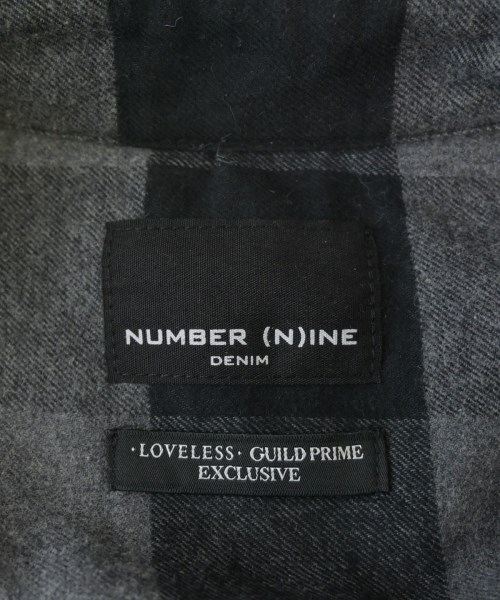 NUMBER (N)INE
DENIM
·LOVELESS· GUILD PRIME
EXCLUSIVE